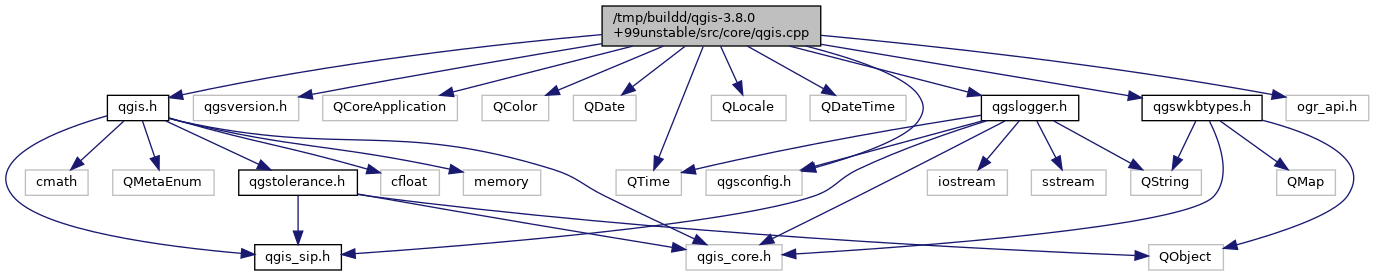 /tmp/buildd/qgis-3.8.0
+99unstable/src/core/qgis.cpp
qgis.h
qgsversion.h
QCoreApplication
QColor
QDate
QLocale
QDateTime
qgslogger.h
qgswkbtypes.h
ogr_api.h
cmath
QMetaEnum
qgstolerance.h
cfloat
memory
QTime
qgsconfig.h
iostream
sstream
QString
QMap
qgis_sip.h
qgis_core.h
QObject